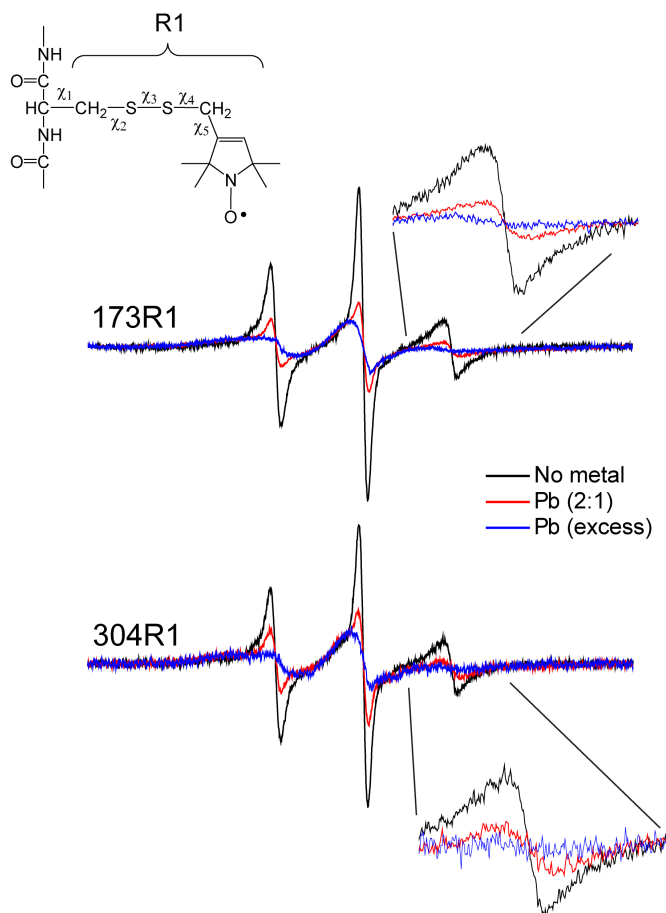 R1
NH
O=C χ1 χ3 χ4
HC—CH2—S—S—CH2
χ2 χ5
NH
O=C
N
O•
173R1
No metal
Pb (2:1)
Pb (excess)
304R1